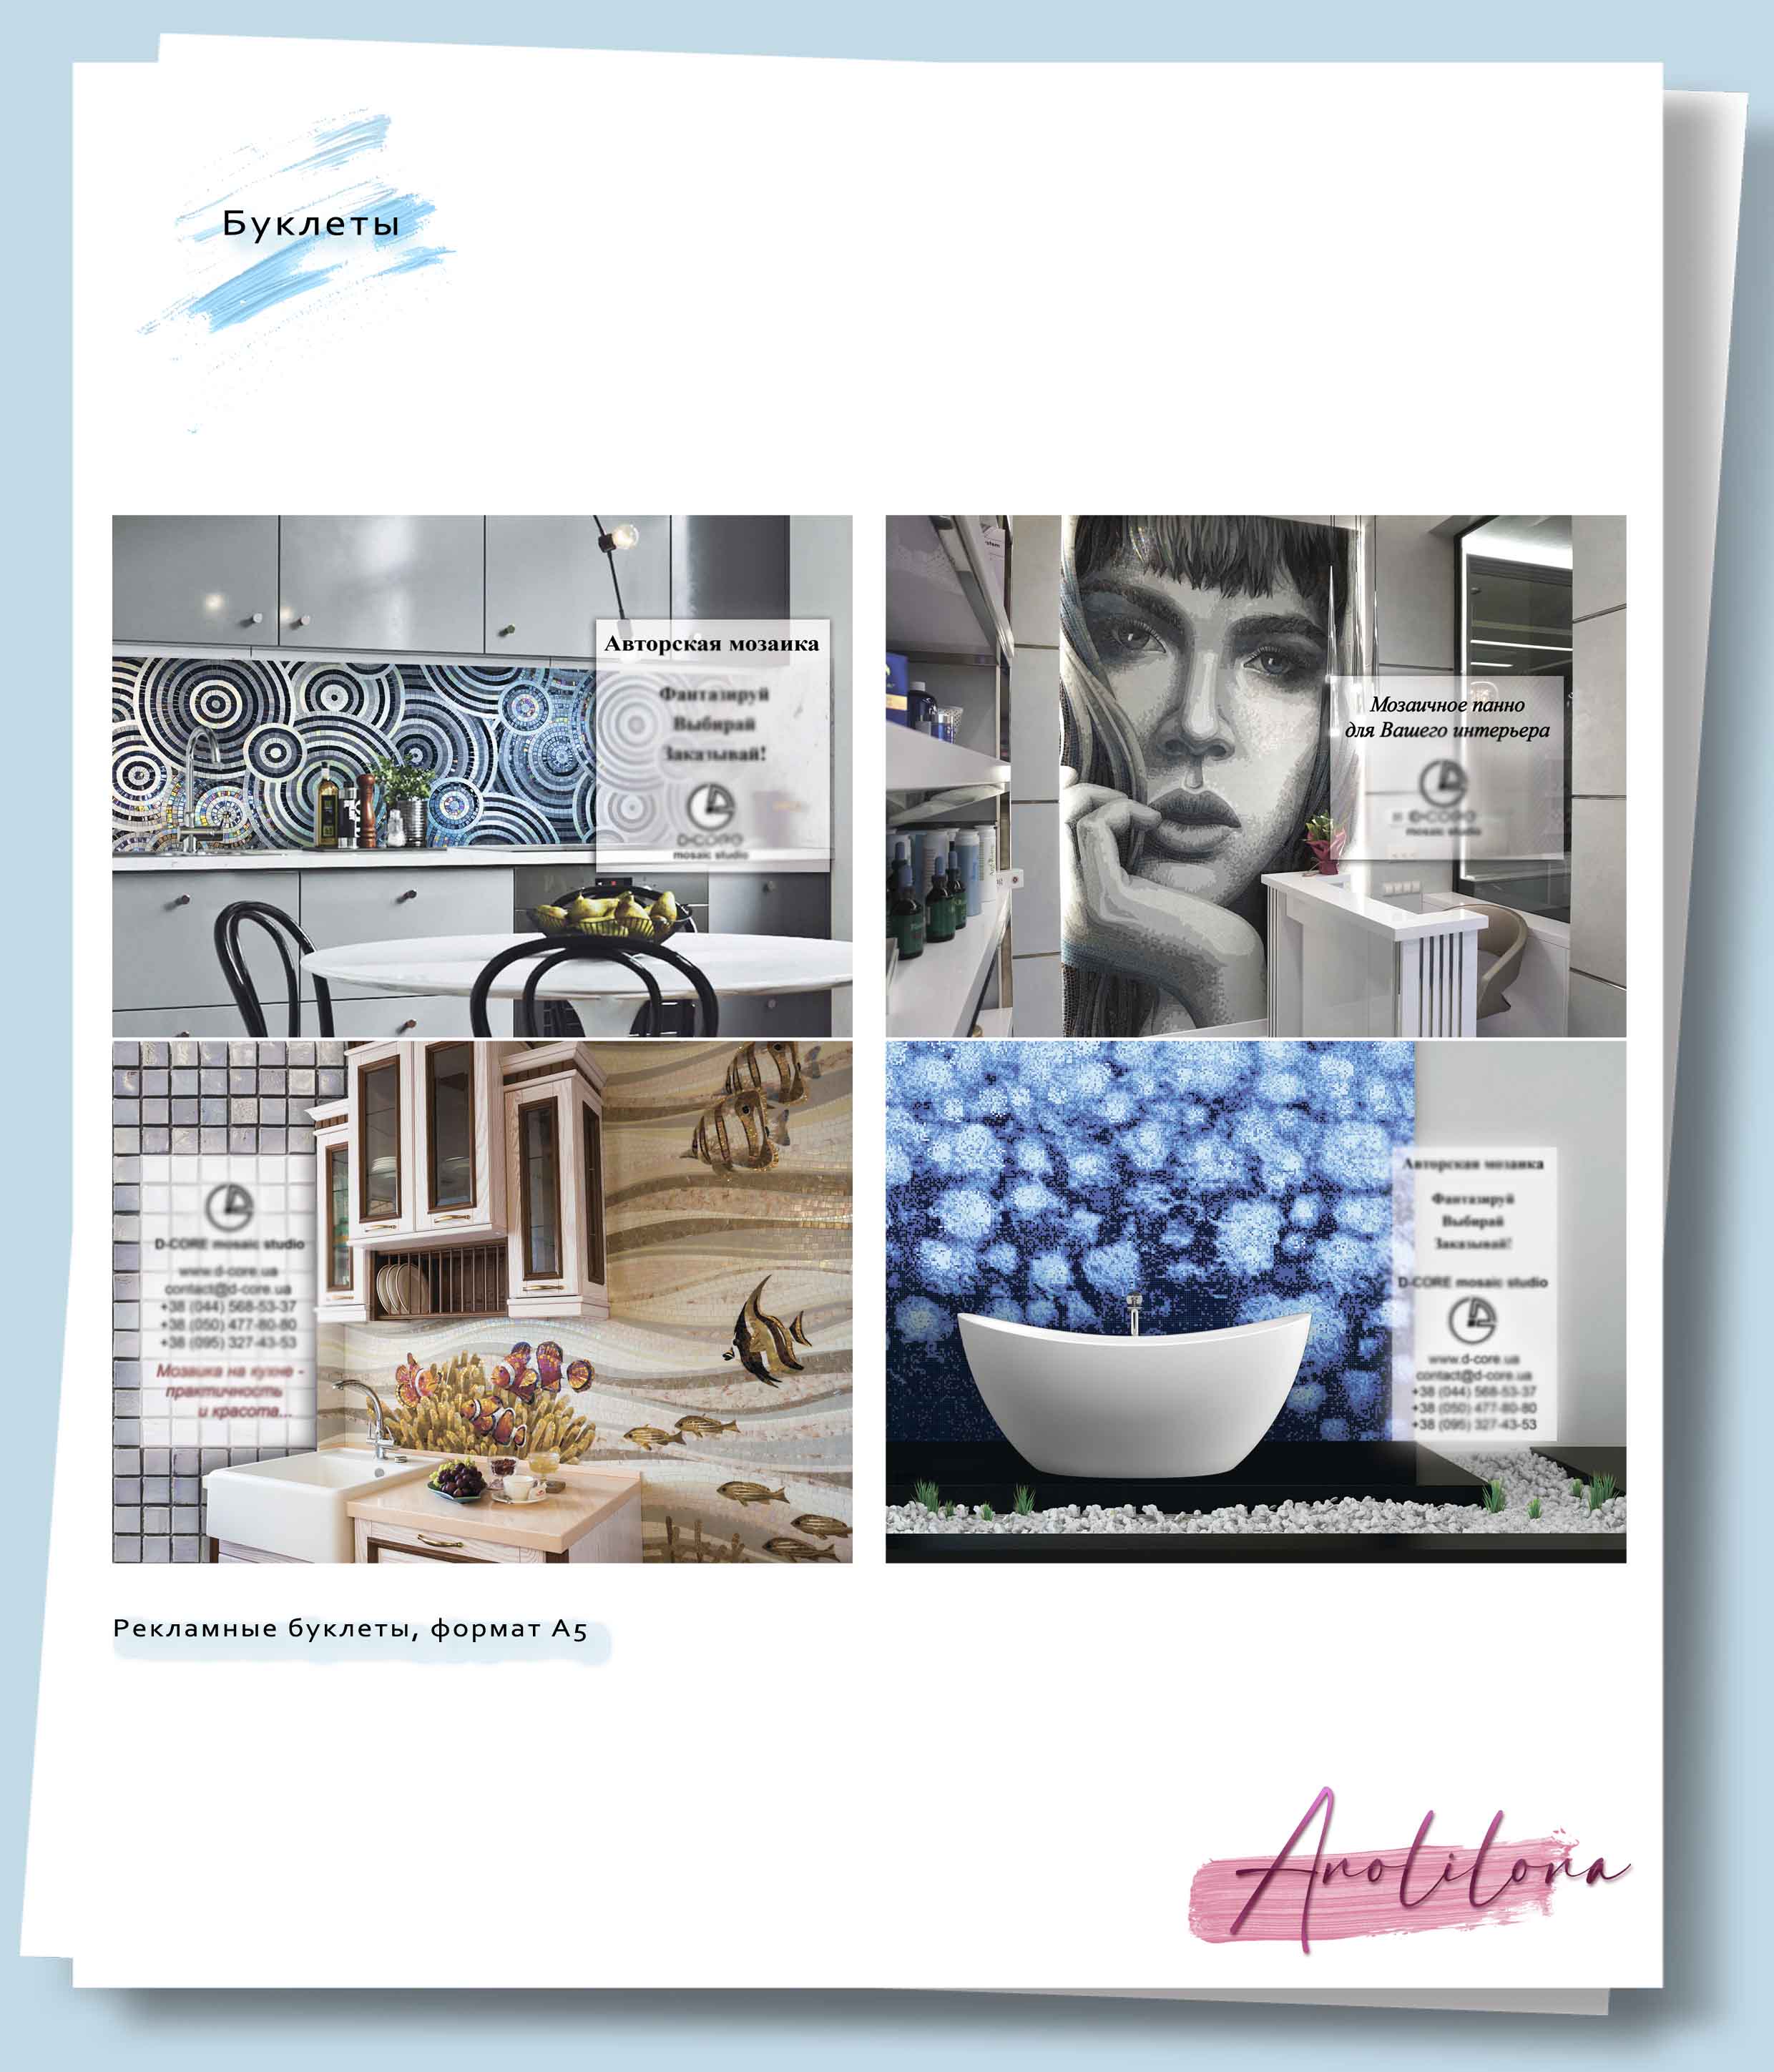 Буклеты
Авторская мозаика
Фантазируй
Выбирай
Заказывай!
mosaic studio
Мозаичное панно
для Вашего интерьера
mosaic studio
D-CORE mosaic studio
www.d-core.ua
contact@d-core.ua
+38 (044) 568-53-37
+38 (050) 477-80-80
+38 (095) 327-43-53
Мозаика на кухне -
практичность
и красота...
Авторская мозаика
Фантазируй
Выбирай
Заказывай!
D-CORE mosaic studio
www.d-core.ua
contact@d-core.ua
+38 (044) 568-53-37
+38 (050) 477-80-80
+38 (095) 327-43-53
Рекламные буклеты, формат А5
Anolilona